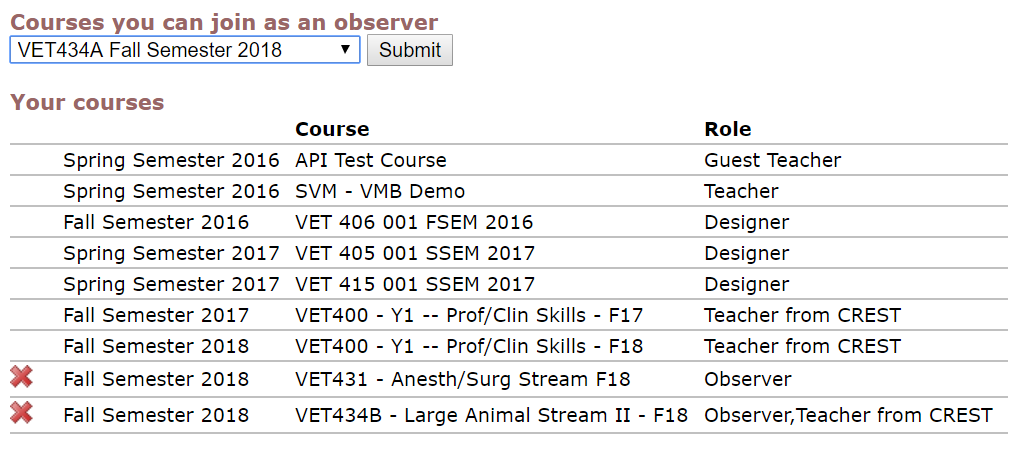 Courses you can join as an observer
VET434A Fall Semester 2018 Submit
Your courses
Course Role
Spring Semester 2016 API Test Course Guest Teacher
Spring Semester 2016 SVM - VMB Demo Teacher
Fall Semester 2016 VET 406 001 FSEM 2016 Designer
Spring Semester 2017 VET 405 001 SSEM 2017 Designer
Spring Semester 2017 VET 415 001 SSEM 2017 Designer
Fall Semester 2017 VET400 - Y1 -- Prof/Clin Skills - F17 Teacher from CREST
Fall Semester 2018 VET400 - Y1 -- Prof/Clin Skills - F18 Teacher from CREST
Fall Semester 2018 VET431 - Anesth/Surg Stream F18 Observer
Fall Semester 2018 VET434B - Large Animal Stream II - F18 Observer,Teacher from CREST